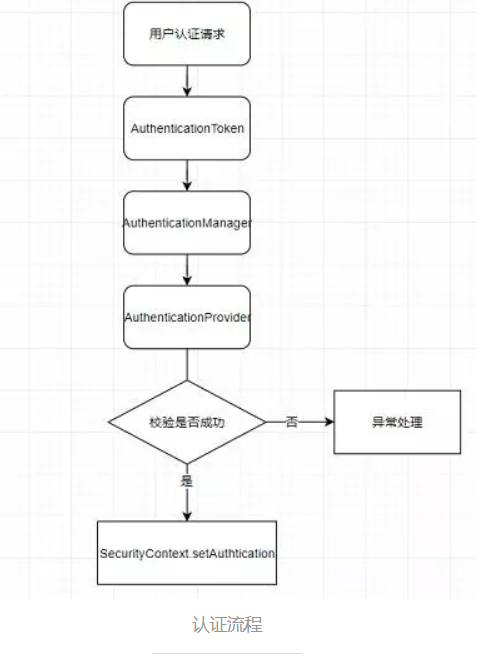 用户认证请求
AuthenticationToken
AuthenticationManager
AuthenticationProvider
校验是否成功
否
异常处理
是
SecurityContext.setAuthtication
认证流程